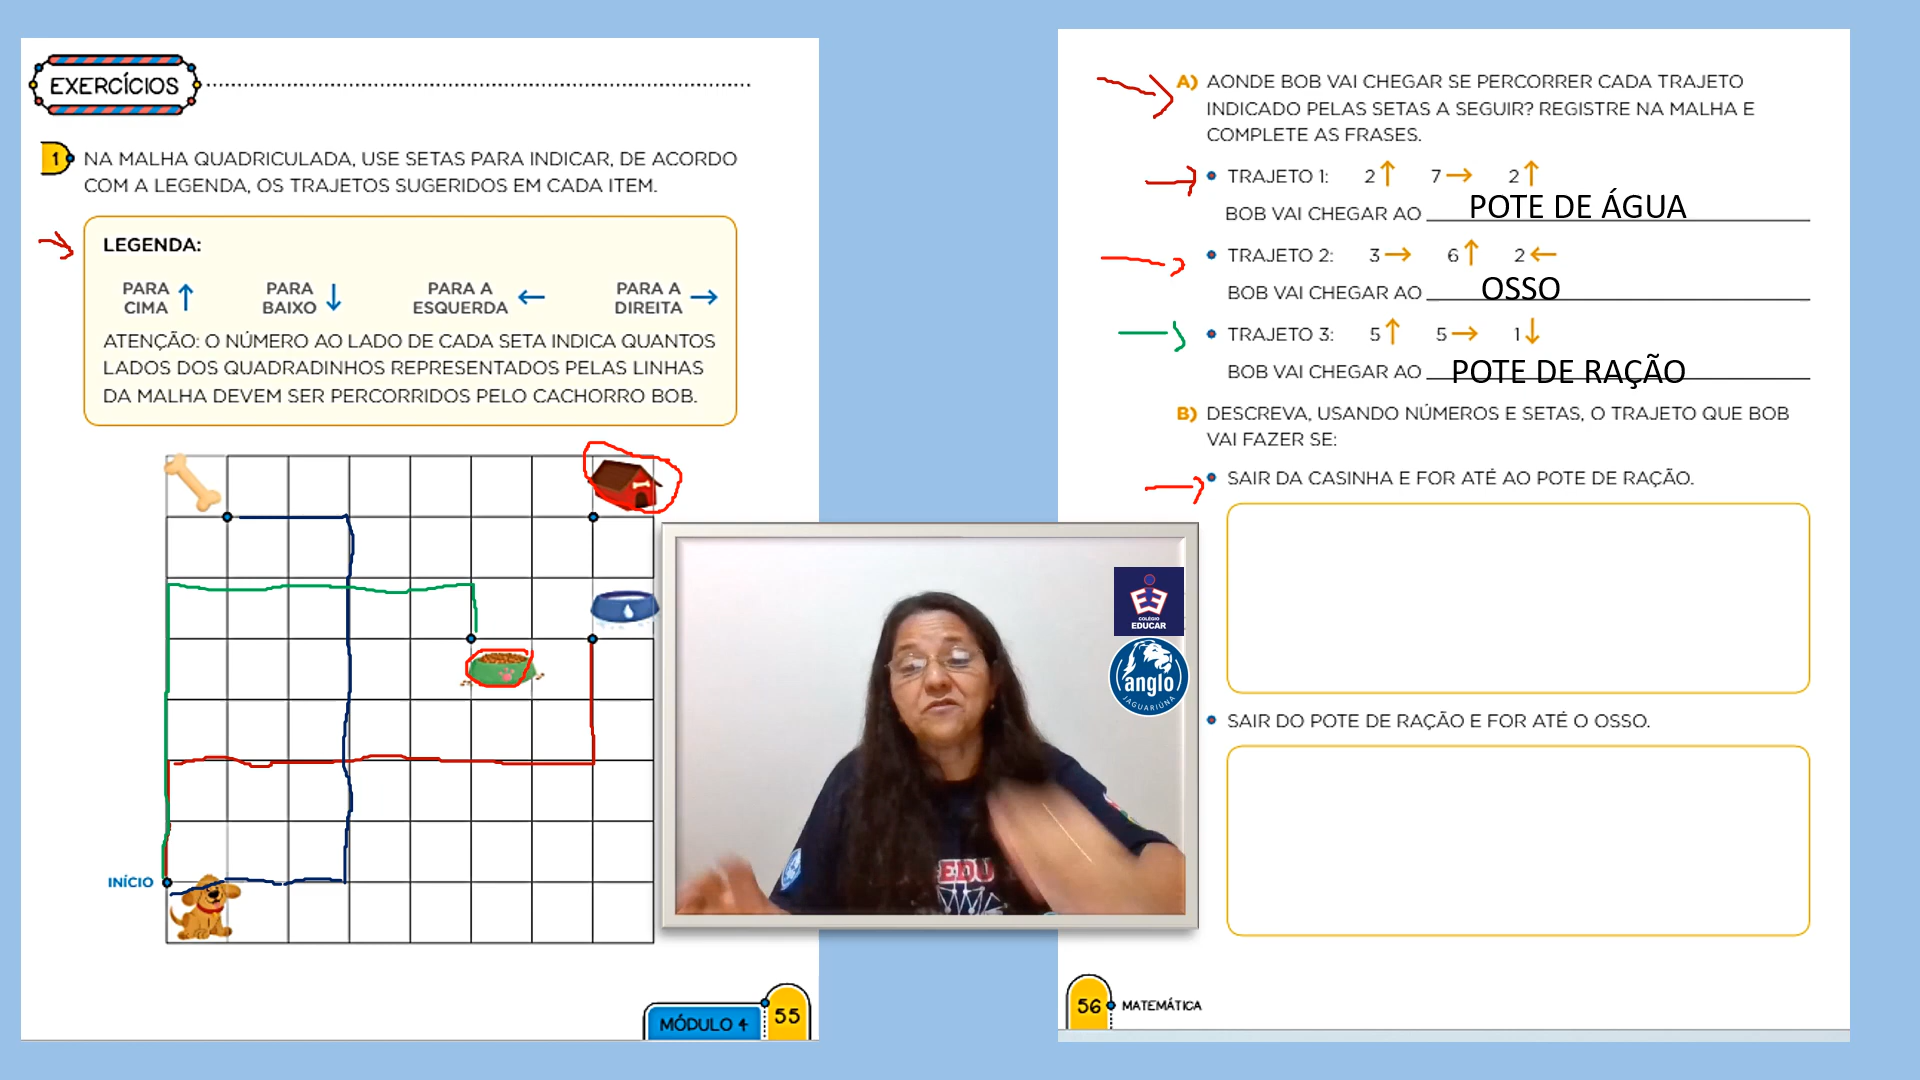 EXERCÍCIOS
1 NA MALHA QUADRICULADA, USE SETAS PARA INDICAR, DE ACORDO
COM A LEGENDA, OS TRAJETOS SUGERIDOS EM CADA ITEM.
LEGENDA:
PARA CIMA ↑ PARA BAIXO ↓ PARA A ESQUERDA ← PARA A DIREITA →
ATENÇÃO: O NÚMERO AO LADO DE CADA SETA INDICA QUANTOS
LADOS DOS QUADRADINHOS REPRESENTADOS PELAS LINHAS
DA MALHA DEVEM SER PERCORRIDOS PELO CACHORRO BOB.
INÍCIO
MÓDULO 4 55
A) AONDE BOB VAI CHEGAR SE PERCORRER CADA TRAJETO
INDICADO PELAS SETAS A SEGUIR? REGISTRE NA MALHA E
COMPLETE AS FRASES.
TRAJETO 1: 2↑ 7→ 2↑
BOB VAI CHEGAR AO POTE DE ÁGUA
TRAJETO 2: 3→ 6↑ 2←
BOB VAI CHEGAR AO OSSO
TRAJETO 3: 5↑ 5→ 1↓
BOB VAI CHEGAR AO POTE DE RAÇÃO
B) DESCREVA, USANDO NÚMEROS E SETAS, O TRAJETO QUE BOB
VAI FAZER SE:
SAIR DA CASINHA E FOR ATÉ AO POTE DE RAÇÃO.
SAIR DO POTE DE RAÇÃO E FOR ATÉ O OSSO.
56 MATEMÁTICA
COLÉGIO
EDUCAR
anglo
JAGUARIÚNA
EDU